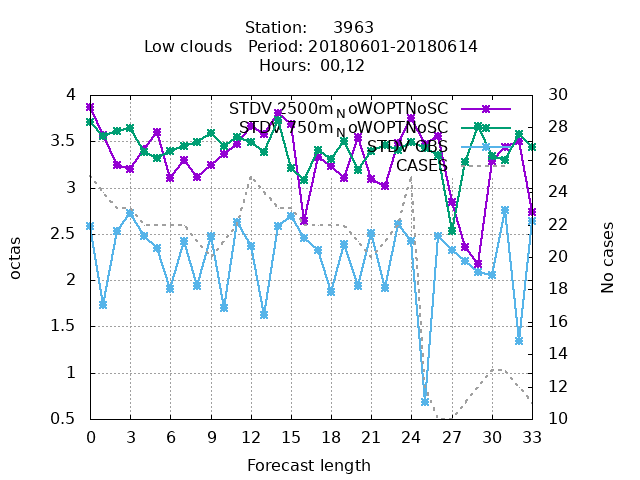 Station: 3963
Low clouds Period: 20180601-20180614
Hours: 00,12
4
3.5
3
2.5
2
1.5
1
0.5
30
28
26
24
22
20
18
16
14
12
10
STDV 2500m_NoWOPTNoSC
STDV 750m_NoWOPTNoSC
STDV OBS
CASES
octas
No cases
0 3 6 9 12 15 18 21 24 27 30 33
Forecast length